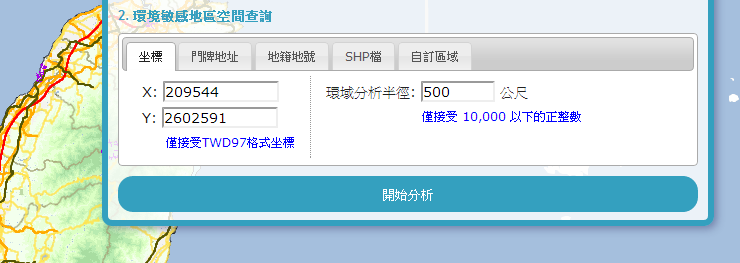 2. 環境敏感地區空間查詢
坐標 門牌地址 地籍地號 SHP檔 自訂區域
X: 209544 環域分析半徑: 500 公尺
Y: 2602591 僅接受 10,000 以下的正整數
僅接受TWD97格式坐標
開始分析